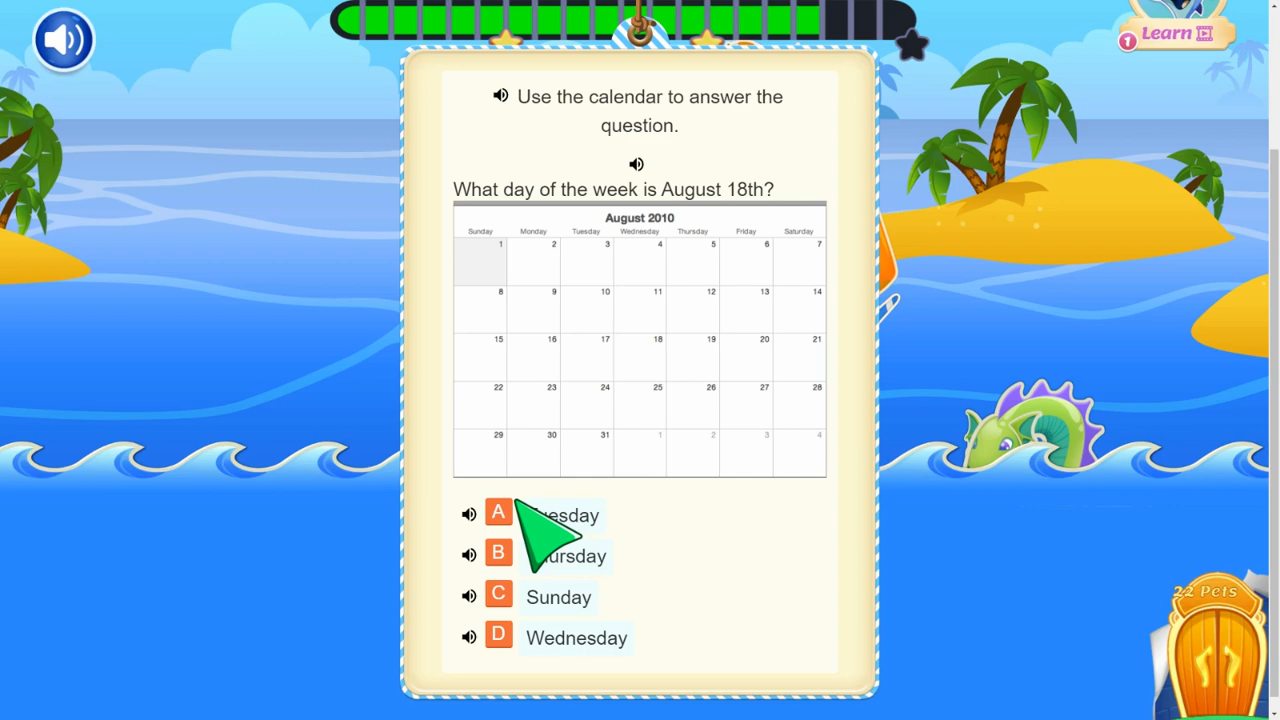 1 Learn
Use the calendar to answer the
question.
What day of the week is August 18th?
August 2010
Sunday Monday Tuesday Wednesday Thursday Friday Saturday
1 2 3 4 5 6 7
8 9 10 11 12 13 14
15 16 17 18 19 20 21
22 23 24 25 26 27 28
29 30 31 1 2 3 4
A uesday
B ursday
C Sunday
D Wednesday
22 Pets